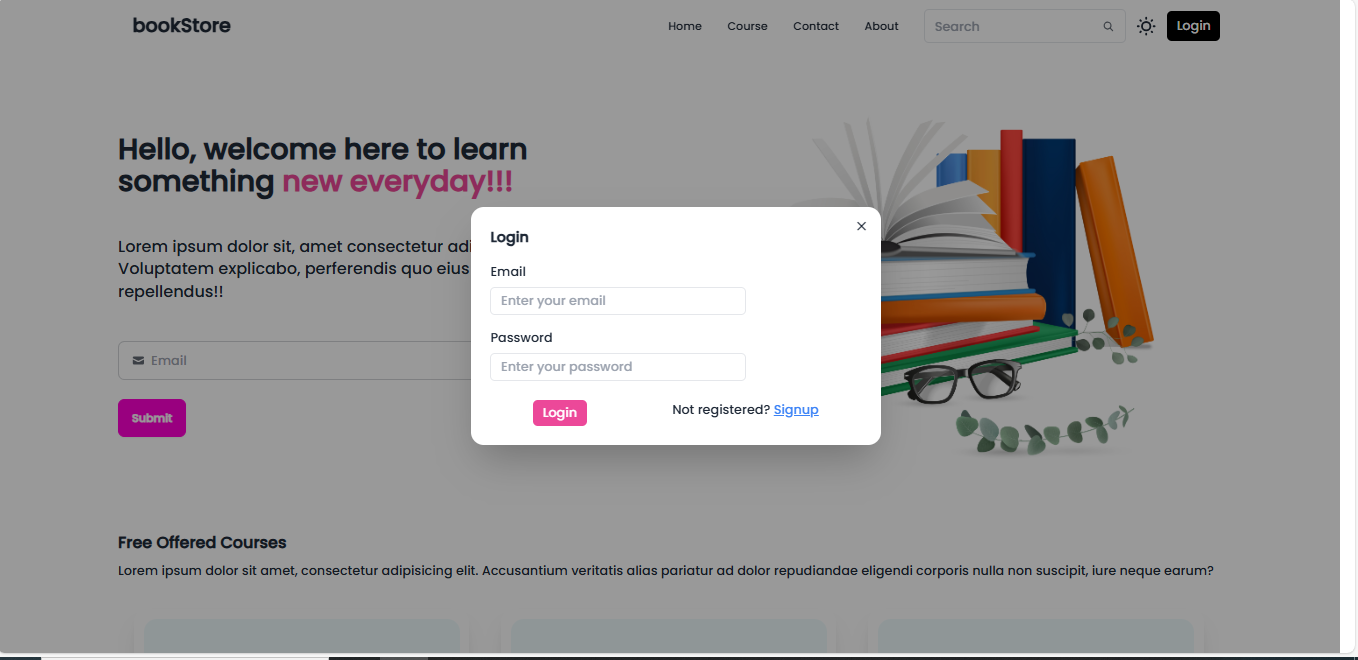 bookStore
Home
Course
Contact
About
Search
Login
Hello, welcome here to learn
something new everyday!!!
Lorem ipsum dolor sit, amet consectetur
Voluptatem explicabo, perferendis quo eius
repellendus!!
Email
Submit
Login
Email
Enter your email
Password
Enter your password
Login
Not registered? Signup
Free Offered Courses
Lorem ipsum dolor sit amet, consectetur adipisicing elit. Accusantium veritatis alias pariatur ad dolor repudiandae eligendi corporis nulla non suscipit, iure neque earum?